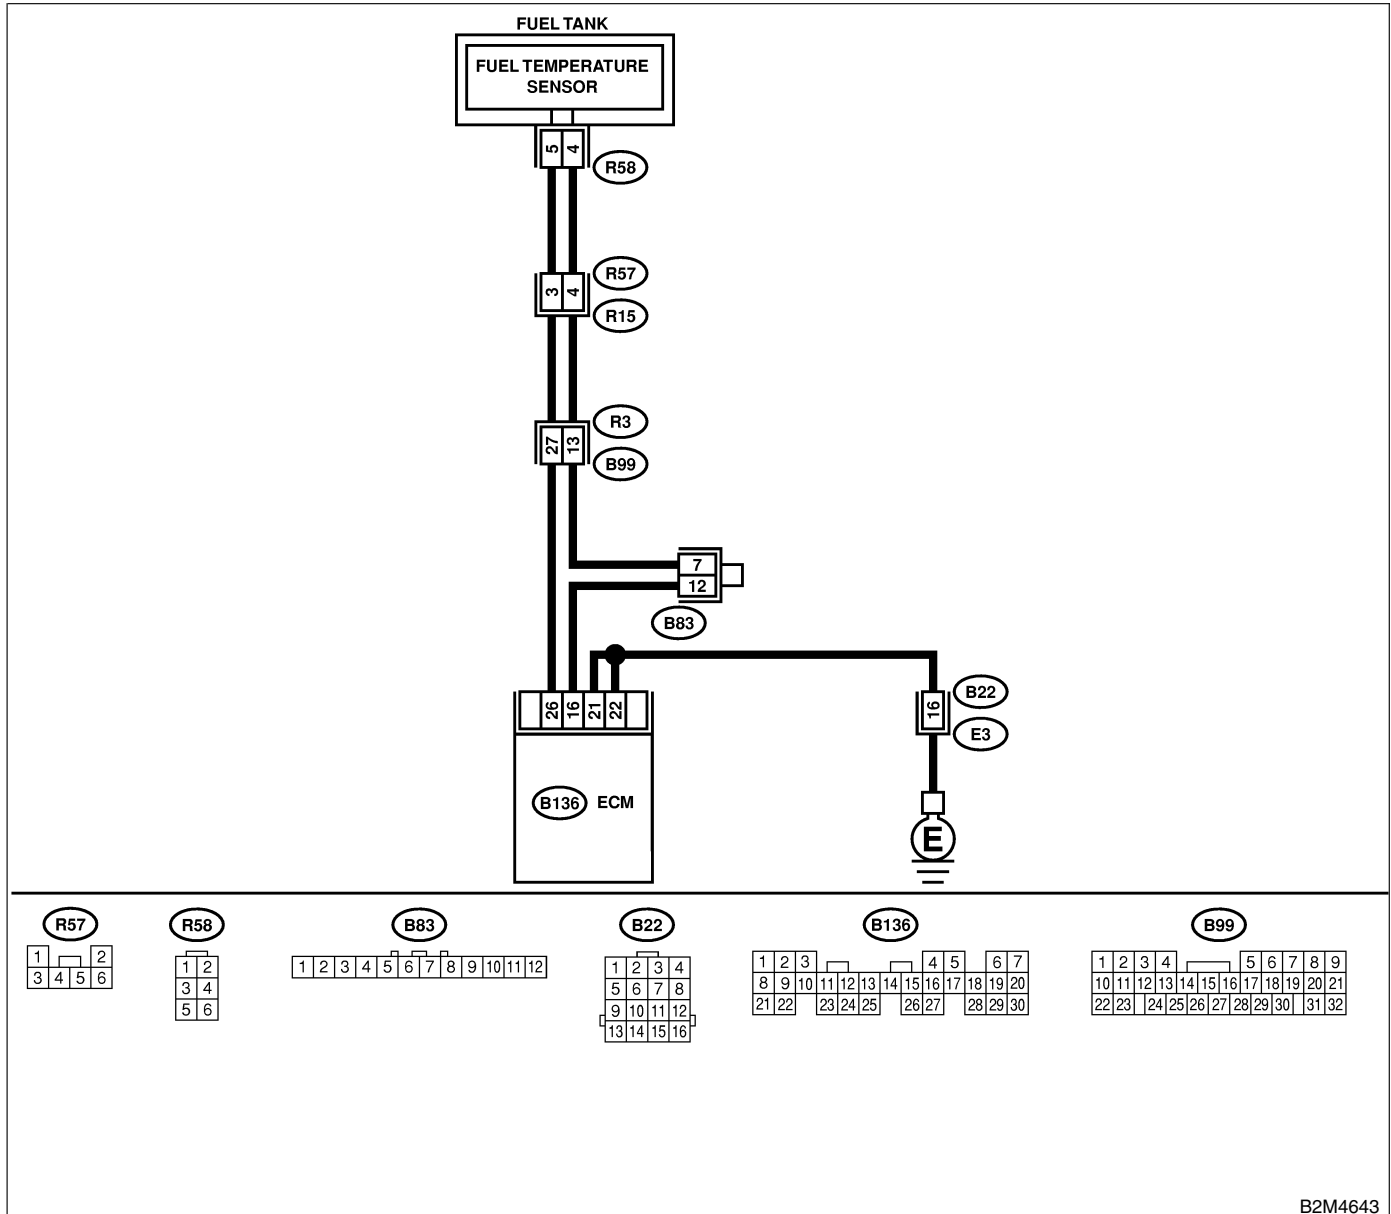 FUEL TANK
FUEL TEMPERATURE
SENSOR
5 4
R58
R57
3 4
R15
R3
27 13
B99
7
12
B83
B22
16
E3
26 16 21 22
B136 ECM
E
R57 R58 B83 B22 B136 B99
1 2
3 4 5 6
1 2
3 4
5 6
1 2 3 4 5 6 7 8 9 10 11 12
1 2 3 4
5 6 7 8
9 10 11 12
13 14 15 16
1 2 3 4 5 6 7
8 9 10 11 12 13 14 15 16 17 18 19 20
21 22 23 24 25 26 27 28 29 30
1 2 3 4 5 6 7 8 9
10 11 12 13 14 15 16 17 18 19 20 21
22 23 24 25 26 27 28 29 30 31 32
B2M4643